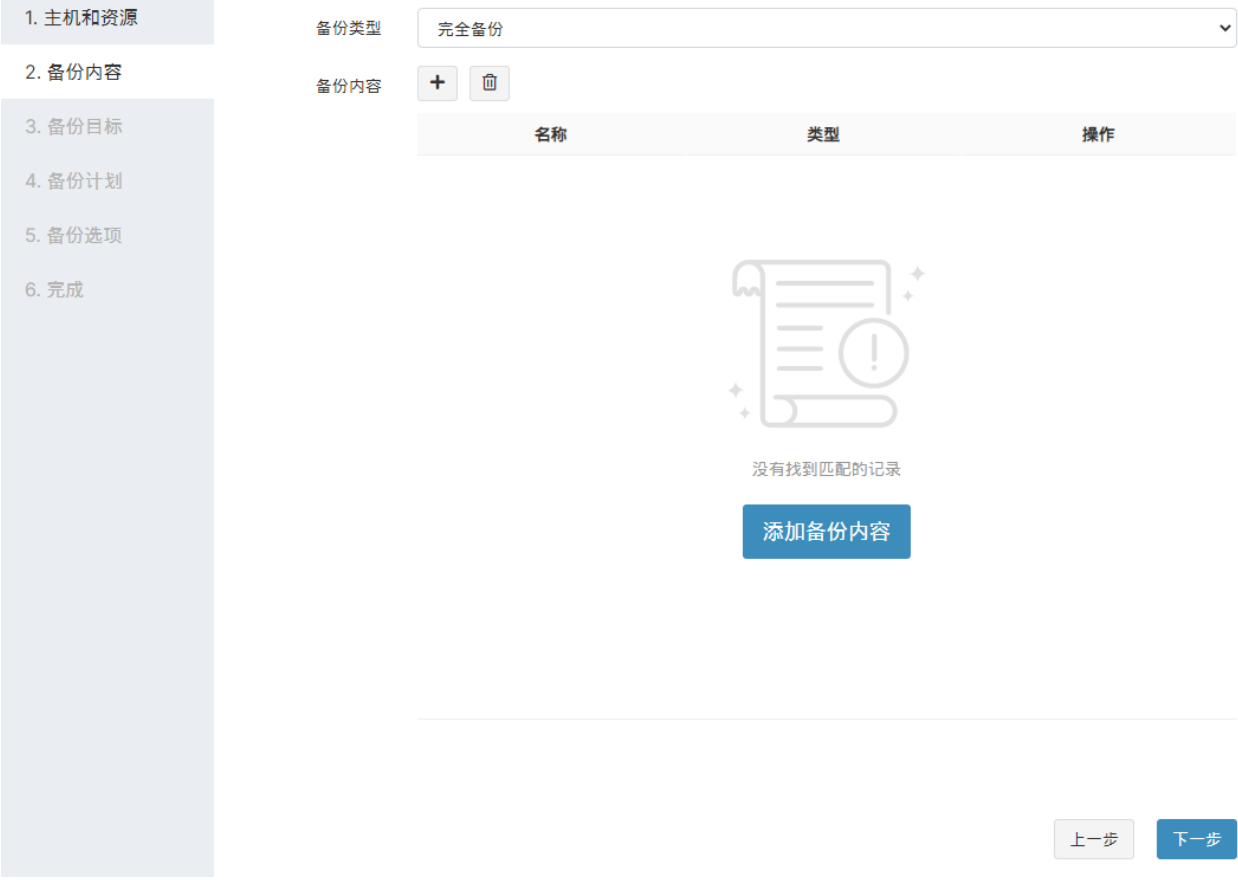 1. 主机和资源
2. 备份内容
3. 备份目标
4. 备份计划
5. 备份选项
6. 完成
备份类型
完全备份
备份内容
名称 类型 操作
没有找到匹配的记录
添加备份内容
上一步 下一步